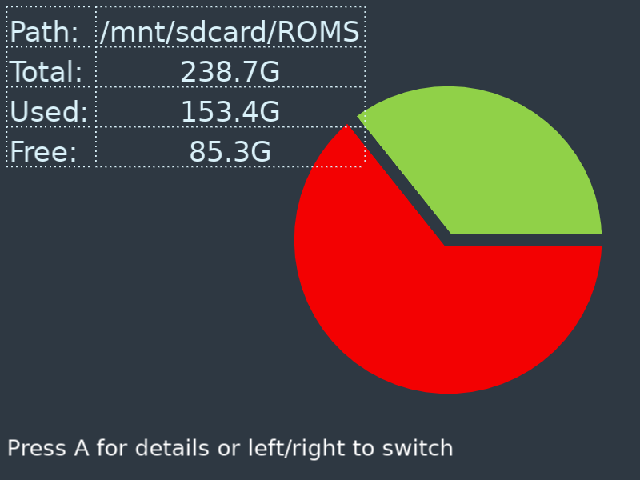 Path: /mnt/sdcard/ROMS
Total: 238.7G
Used: 153.4G
Free: 85.3G
Press A for details or left/right to switch